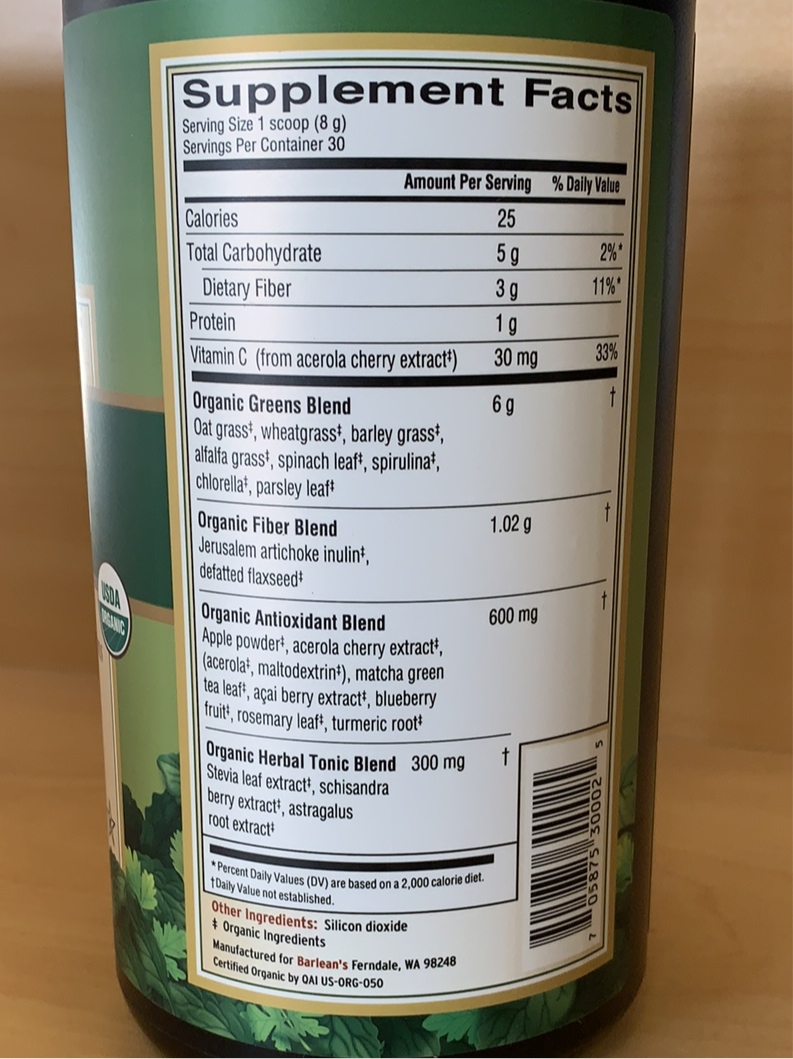 Supplement Facts
Serving Size 1 scoop (8 g)
Servings Per Container 30
Amount Per Serving % Daily Value
Calories 25
Total Carbohydrate 5 g 2%*
Dietary Fiber 3 g 11%*
Protein 1 g
Vitamin C (from acerola cherry extract‡) 30 mg 33%
Organic Greens Blend 6 g †
Oat grass‡, wheatgrass‡, barley grass‡,
alfalfa grass‡, spinach leaf‡, spirulina‡,
chlorella‡, parsley leaf‡
Organic Fiber Blend 1.02 g †
Jerusalem artichoke inulin‡,
defatted flaxseed‡
Organic Antioxidant Blend 600 mg †
Apple powder‡, acerola cherry extract‡,
(acerola‡, maltodextrin‡), matcha green
tea leaf‡, açai berry extract‡, blueberry
fruit‡, rosemary leaf‡, turmeric root‡
Organic Herbal Tonic Blend 300 mg †
Stevia leaf extract‡, schisandra
berry extract‡, astragalus
root extract‡
*Percent Daily Values (DV) are based on a 2,000 calorie diet.
†Daily Value not established.
Other Ingredients: Silicon dioxide
‡ Organic Ingredients
Manufactured for Barlean's Ferndale, WA 98248
Certified Organic by QAI US-ORG-050
7 05875 30002 5
USDA
ORGANIC